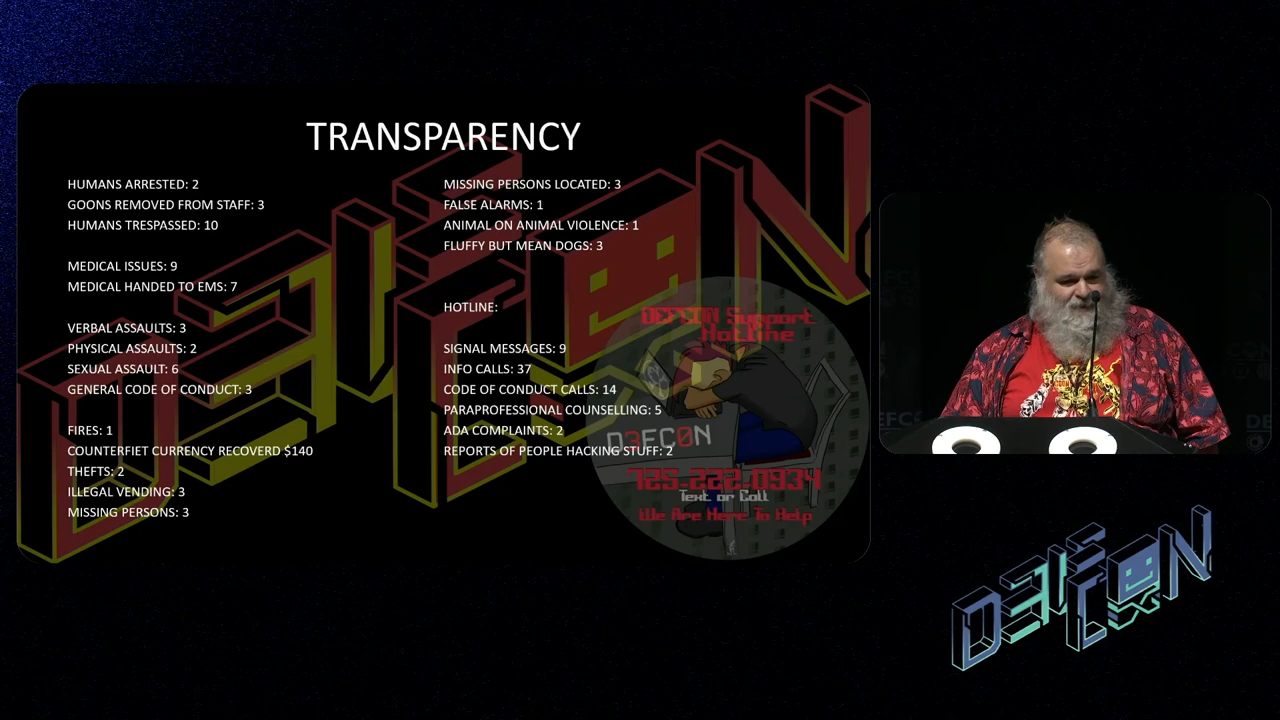 TRANSPARENCY
HUMANS ARRESTED: 2
GOONS REMOVED FROM STAFF: 3
HUMANS TRESPASSED: 10
MEDICAL ISSUES: 9
MEDICAL HANDED TO EMS: 7
VERBAL ASSAULTS: 3
PHYSICAL ASSAULTS: 2
SEXUAL ASSAULT: 6
GENERAL CODE OF CONDUCT: 3
FIRES: 1
COUNTERFIET CURRENCY RECOVERD $140
THEFTS: 2
ILLEGAL VENDING: 3
MISSING PERSONS: 3
MISSING PERSONS LOCATED: 3
FALSE ALARMS: 1
ANIMAL ON ANIMAL VIOLENCE: 1
FLUFFY BUT MEAN DOGS: 3
HOTLINE:
SIGNAL MESSAGES: 9
INFO CALLS: 37
CODE OF CONDUCT CALLS: 14
PARAPROFESSIONAL COUNSELLING: 5
ADA COMPLAINTS: 2
REPORTS OF PEOPLE HACKING STUFF: 2
DEFCON Support
Hotline
D3FC0N
725.222.0934
Text or Call
We Are Here To Help
DEF
CON
DEF
CON